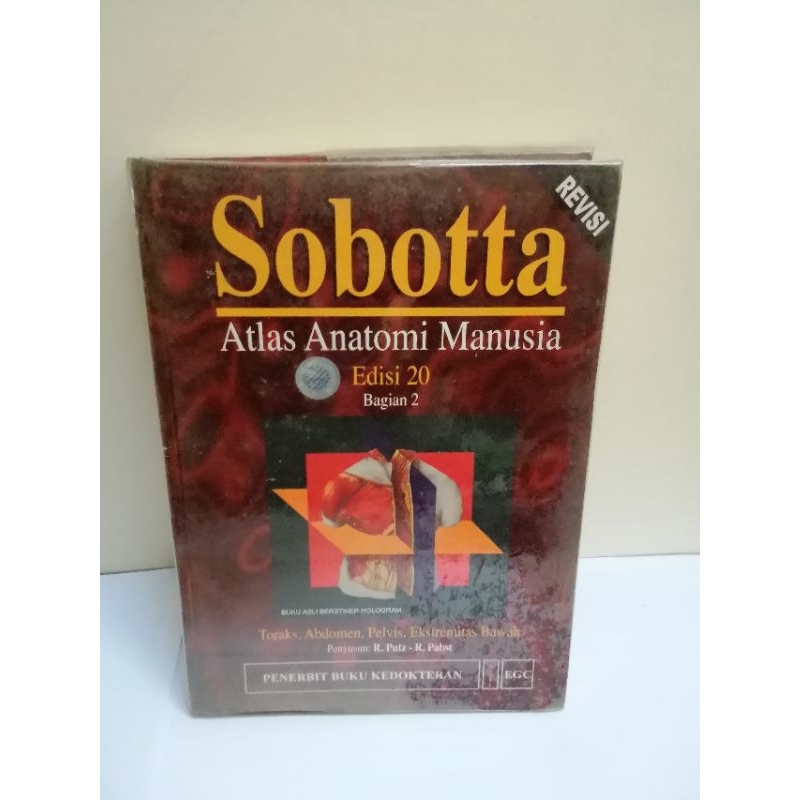 REVISI
Sobotta
Atlas Anatomi Manusia
Edisi 20
Bagian 2
BUKU ASLI BERSTIKER HOLOGRAM
Toraks, Abdomen, Pelvis, Ekstremitas Bawah
Penyusun: R. Putz - R. Pabst
PENERBIT BUKU KEDOKTERAN EGC